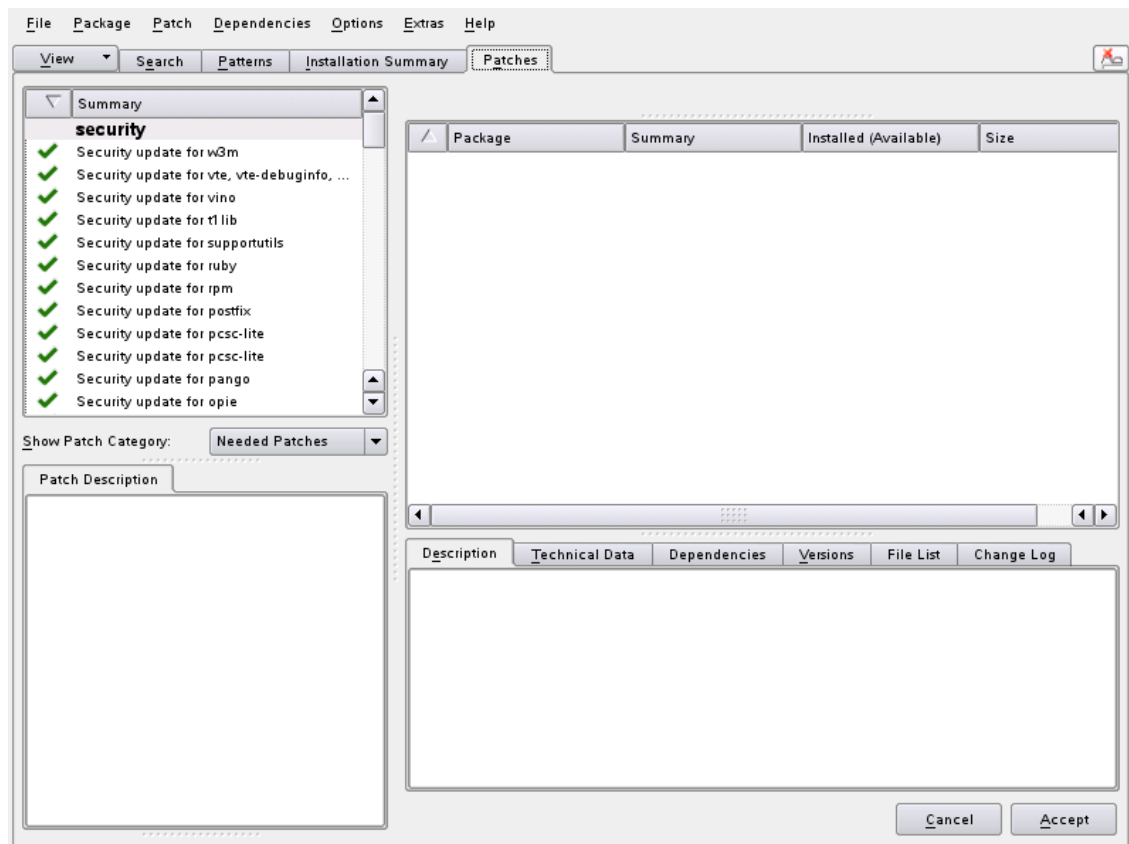 File Package Patch Dependencies Options Extras Help
View Search Patterns Installation Summary Patches
Summary
security
Security update for w3m
Security update for vte, vte-debuginfo, ...
Security update for vino
Security update for t1lib
Security update for supportutils
Security update for ruby
Security update for rpm
Security update for postfix
Security update for pcsc-lite
Security update for pcsc-lite
Security update for pango
Security update for opie
Show Patch Category: Needed Patches
Patch Description
Package Summary Installed (Available) Size
Description Technical Data Dependencies Versions File List Change Log
Cancel Accept